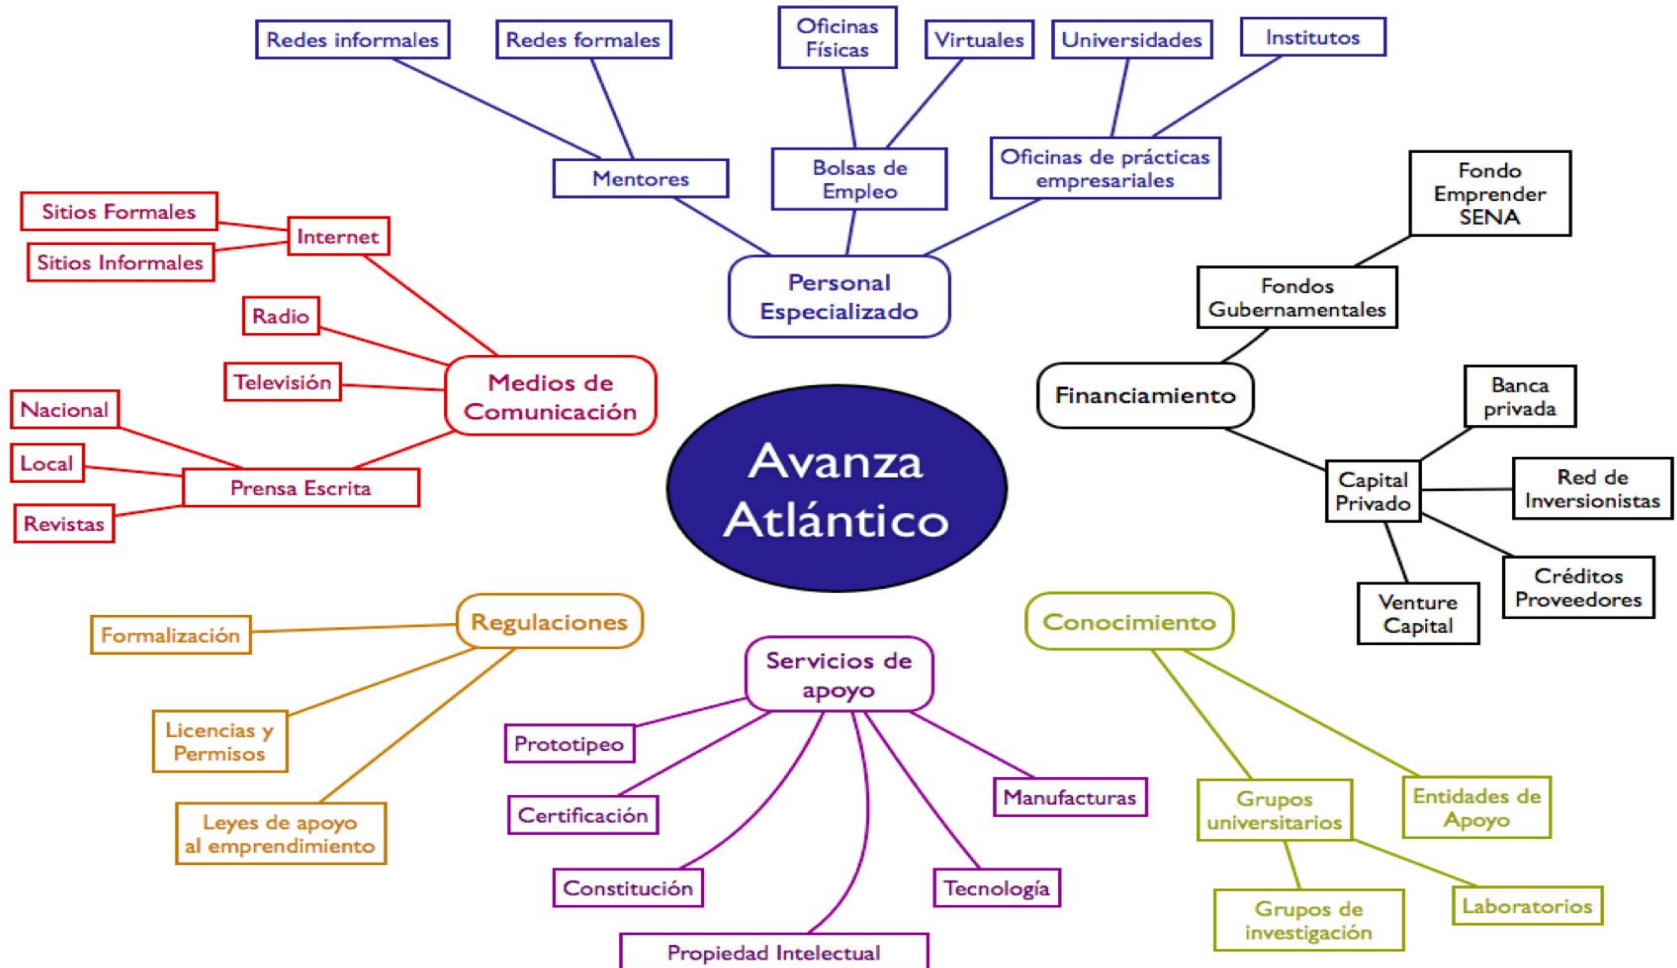 Redes informales
Redes formales
Oficinas
Físicas
Virtuales
Universidades
Institutos
Mentores
Bolsas de
Empleo
Oficinas de prácticas
empresariales
Personal
Especializado
Sitios Formales
Sitios Informales
Internet
Radio
Televisión
Nacional
Local
Revistas
Prensa Escrita
Medios de
Comunicación
Avanza
Atlántico
Fondo
Emprender
SENA
Fondos
Gubernamentales
Financiamiento
Banca
privada
Capital
Privado
Red de
Inversionistas
Créditos
Proveedores
Venture
Capital
Regulaciones
Formalización
Licencias y
Permisos
Leyes de apoyo
al emprendimiento
Servicios de
apoyo
Prototipeo
Certificación
Constitución
Propiedad Intelectual
Tecnología
Manufacturas
Conocimiento
Grupos
universitarios
Entidades de
Apoyo
Grupos de
investigación
Laboratorios